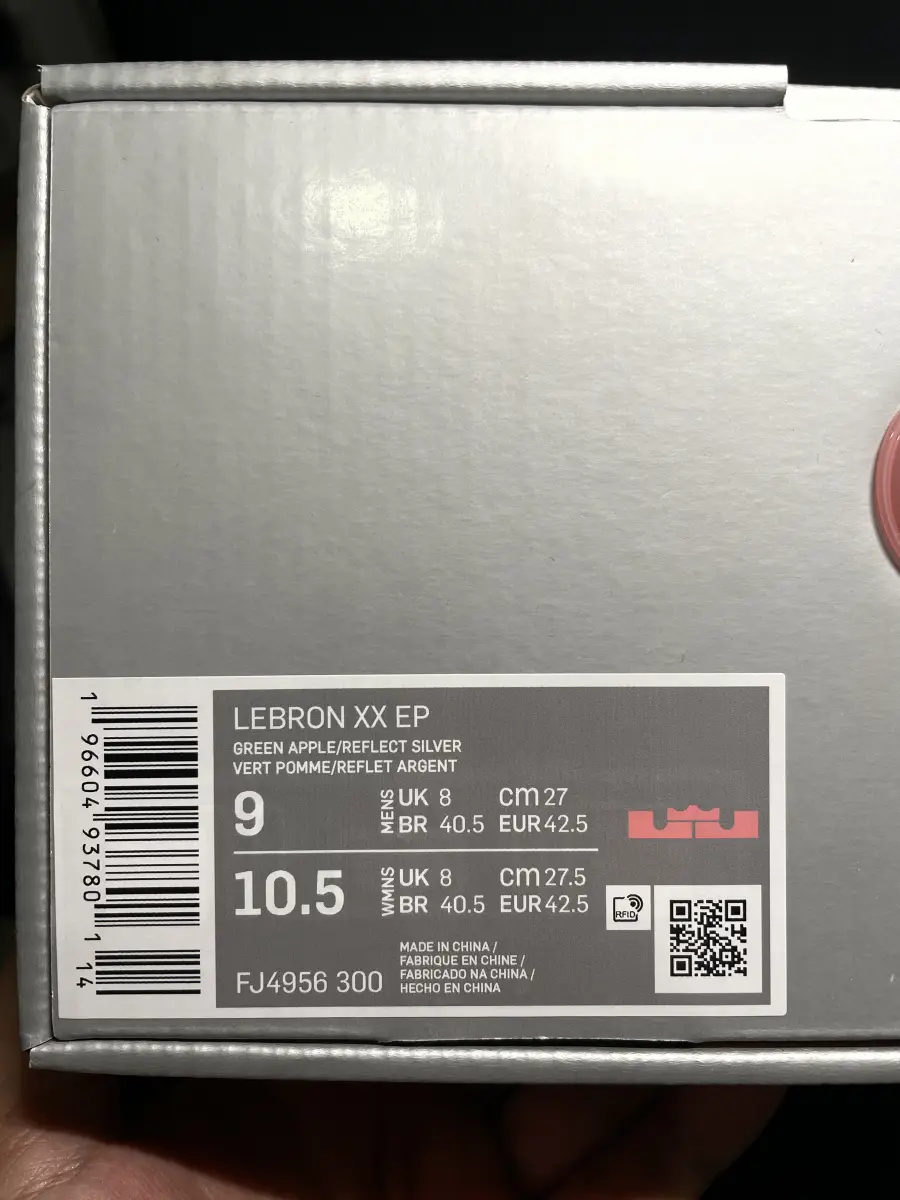 LEBRON XX EP
GREEN APPLE/REFLECT SILVER
VERT POMME/REFLET ARGENT
9 MENS UK 8 CM 27
BR 40.5 EUR 42.5
10.5 WMNS UK 8 CM 27.5
BR 40.5 EUR 42.5
RFID
MADE IN CHINA /
FABRIQUE EN CHINE /
FABRICADO NA CHINA /
HECHO EN CHINA
FJ4956 300
1 96604 93780 1 14